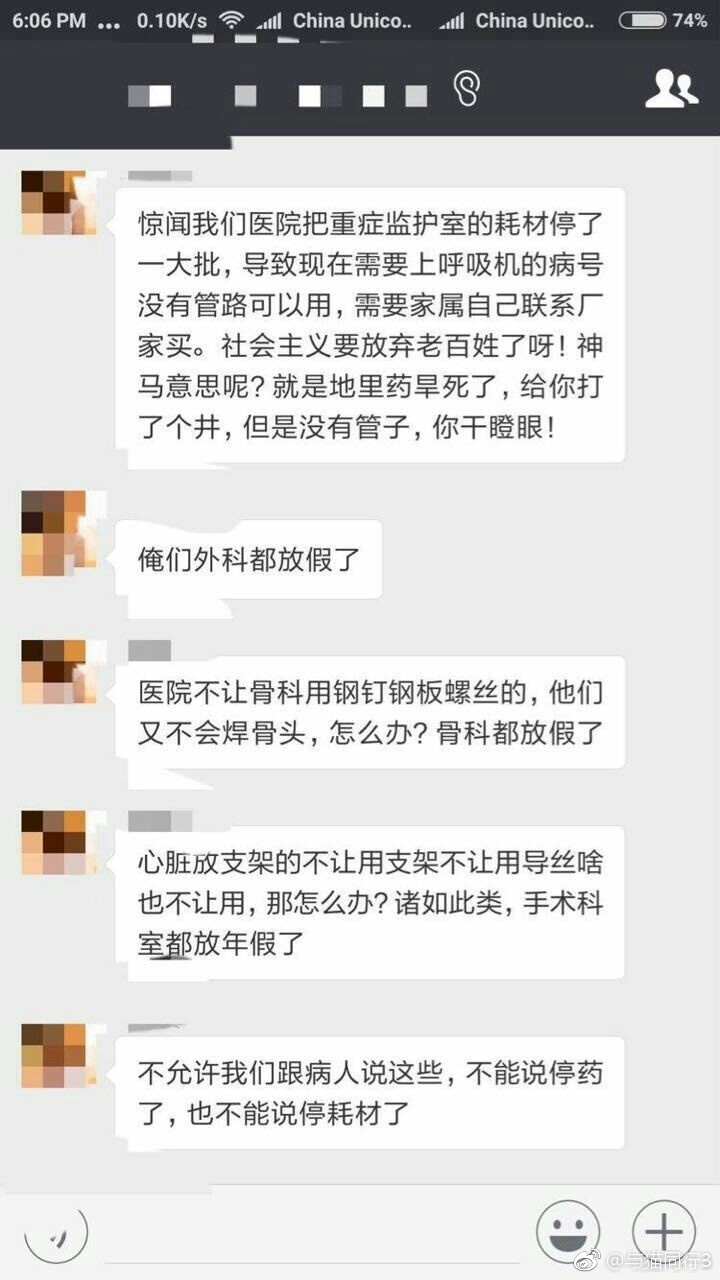 6:06 PM ... 0.10K/s China Unico.. China Unico.. 74%
惊闻我们医院把重症监护室的耗材停了
一大批，导致现在需要上呼吸机的病号
没有管路可以用，需要家属自己联系厂
家买。社会主义要放弃老百姓了呀！神
马意思呢？就是地里药旱死了，给你打
了个井，但是没有管子，你干瞪眼！
俺们外科都放假了
医院不让骨科用钢钉钢板螺丝的，他们
又不会焊骨头，怎么办？骨科都放假了
心脏放支架的不让用支架不让用导丝啥
也不让用，那怎么办？诸如此类，手术科
室都放年假了
不允许我们跟病人说这些，不能说停药
了，也不能说停耗材了
@与猫同行3